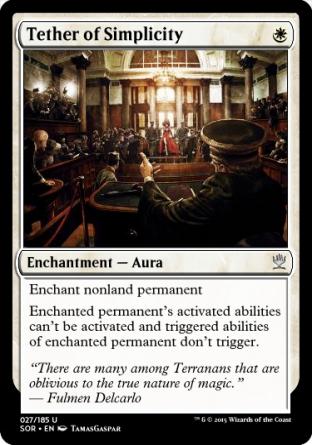 Tether of Simplicity
Enchantment — Aura
Enchant nonland permanent
Enchanted permanent's activated abilities
can't be activated and triggered abilities
of enchanted permanent don't trigger.
“There are many among Terranans that are
oblivious to the true nature of magic.”
— Fulmen Delcarlo
027/185 U
SOR • EN TamasGaspar
™ & © 2015 Wizards of the Coast